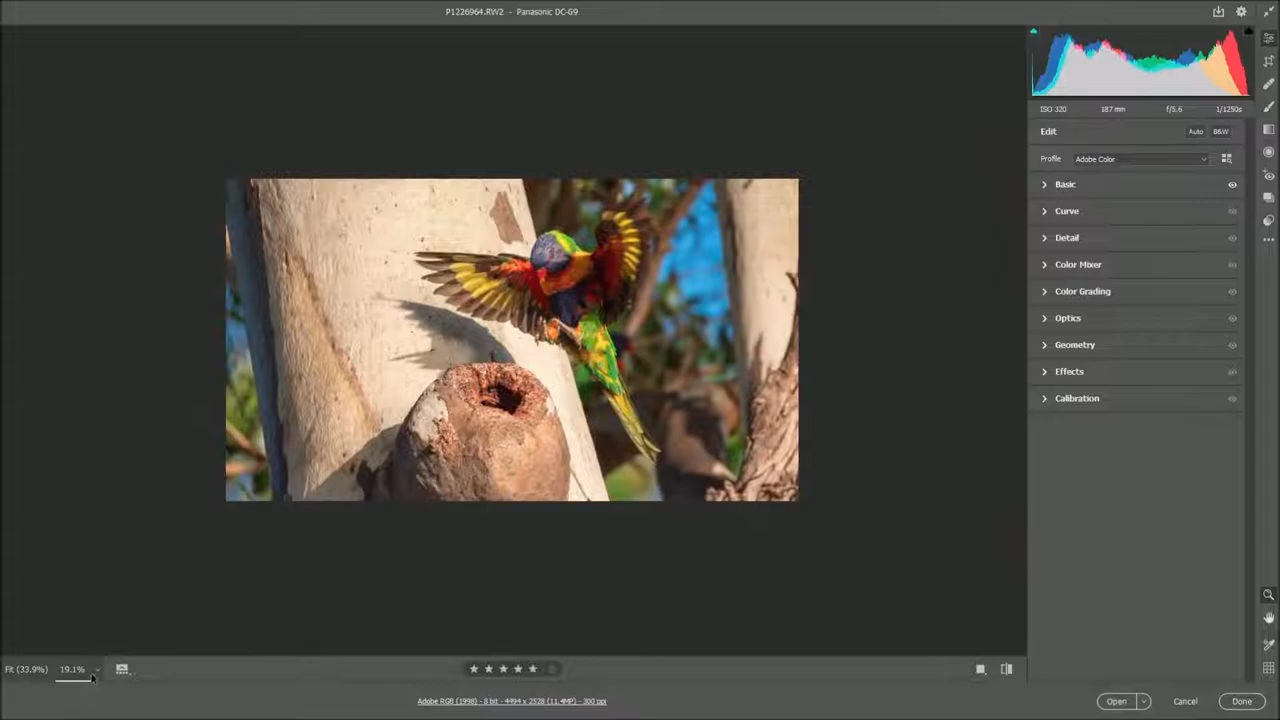 P1226964.RW2 - Panasonic DC-G9
ISO 320 187 mm f/5.6 1/1250s
Edit Auto B&W
Profile Adobe Color
Basic
Curve
Detail
Color Mixer
Color Grading
Optics
Geometry
Effects
Calibration
Fit (33.9%) 19.1%
Adobe RGB (1998) - 8 bit - 4494 x 2528 (11.4MP) - 300 ppi
Open Cancel Done